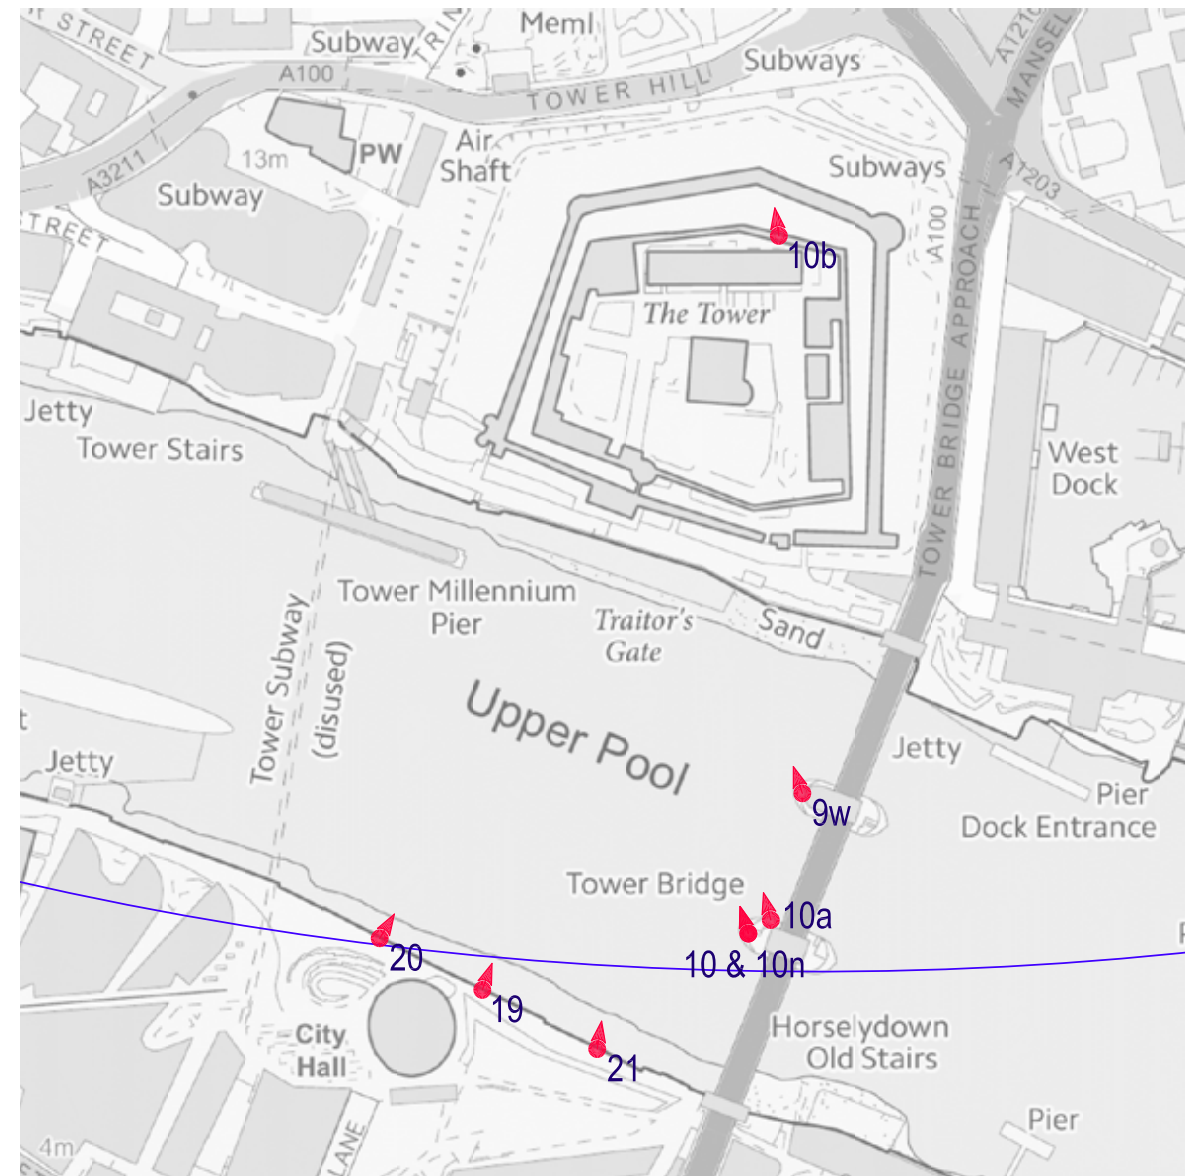 R STREET
Subway
TRIN
Meml
A1210
MANSEL
Subways
A100
TOWER HILL
A3211
13m
PW
Air
Shaft
Subways
A1203
Subway
STREET
A100
10b
The Tower
TOWER BRIDGE APPROACH
Jetty
Tower Stairs
West
Dock
Tower Millennium
Pier
Traitor's
Gate
Sand
Tower Subway
(disused)
Upper Pool
t
Jetty
Jetty
Pier
Dock Entrance
9w
Tower Bridge
10a
10 & 10n
20
19
21
City
Hall
Horselydown
Old Stairs
Pier
LANE
4m